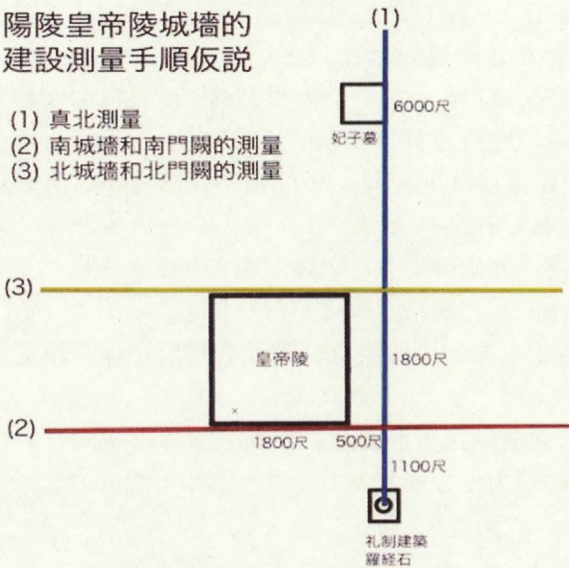 陽陵皇帝陵城墻的
建設測量手順仮説
(1) 真北測量
(2) 南城墻和南門闕的測量
(3) 北城墻和北門闕的測量
(1)
6000尺
妃子墓
(3)
皇帝陵
1800尺
×
(2)
1800尺
500尺
1100尺
礼制建築
羅経石